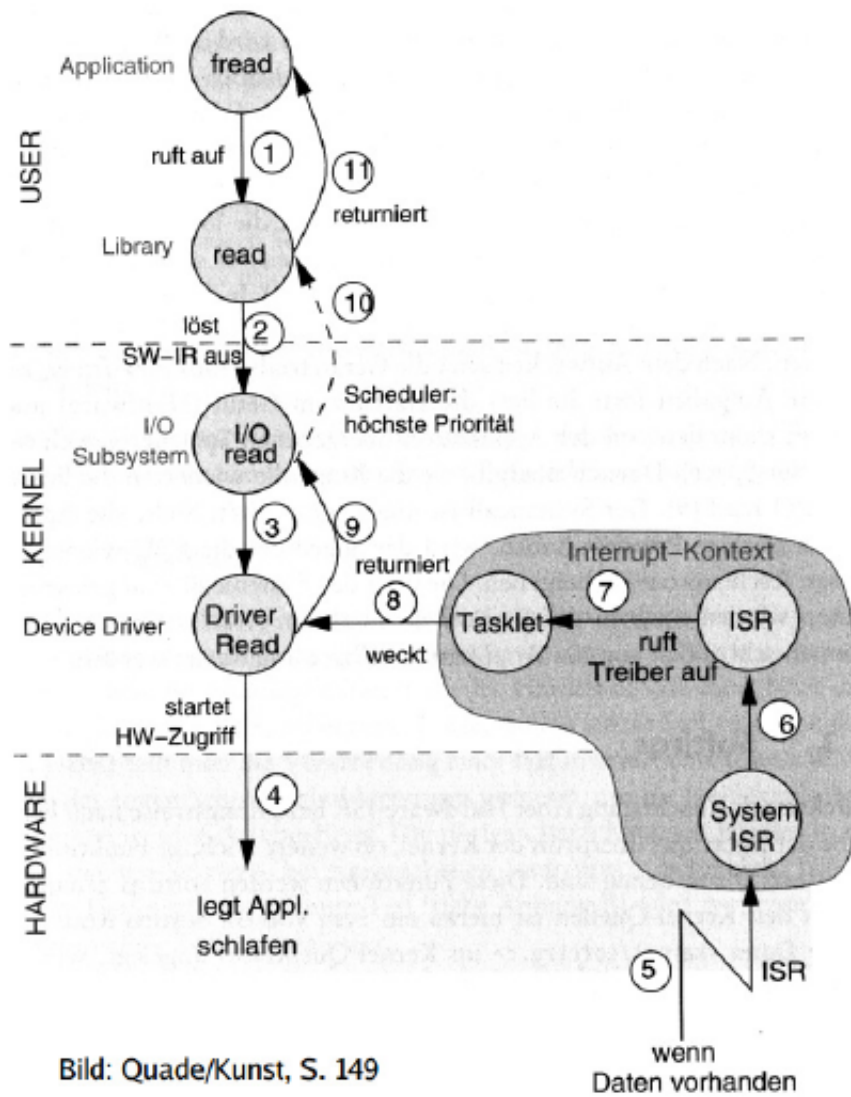 Application
fread
USER
ruft auf
1
11
returniert
Library
read
10
löst
2
SW-IR aus
Scheduler:
höchste Priorität
I/O
Subsystem
I/O
read
KERNEL
3
9
returniert
Interrupt-Kontext
8
7
Device Driver
Driver
Read
Tasklet
ISR
weckt
ruft
Treiber auf
startet
HW-Zugriff
6
HARDWARE
4
System
ISR
legt Appl.
schlafen
5
ISR
wenn
Daten vorhanden
Bild: Quade/Kunst, S. 149